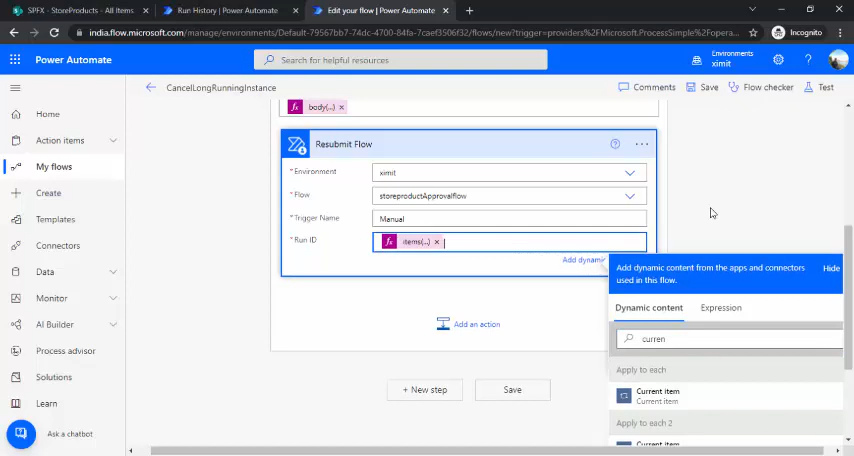 SPFX - StoreProducts - All Items
Run History | Power Automate
Edit your flow | Power Automate
india.flow.microsoft.com/manage/environments/Default-79567bb7-74dc-4700-84fa-7caef3506f32/flows/new?trigger=providers%2FMicrosoft.ProcessSimple%2Fopera...
Incognito
Power Automate
Search for helpful resources
Environments
ximit
CancelLongRunningInstance
Comments
Save
Flow checker
Test
Home
Action items
My flows
Create
Templates
Connectors
Data
Monitor
AI Builder
Process advisor
Solutions
Learn
Ask a chatbot
fx body(...) ×
Resubmit Flow
* Environment
ximit
* Flow
storeproductApprovalflow
* Trigger Name
Manual
* Run ID
fx items(...) ×
Add dynamic
Add an action
+ New step
Save
Add dynamic content from the apps and connectors
used in this flow.
Hide
Dynamic content
Expression
curren
Apply to each
Current item
Current item
Apply to each 2
Current item